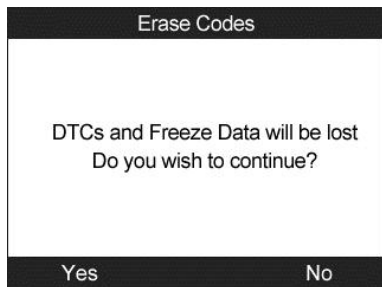 Erase Codes
DTCs and Freeze Data will be lost
Do you wish to continue?
Yes No